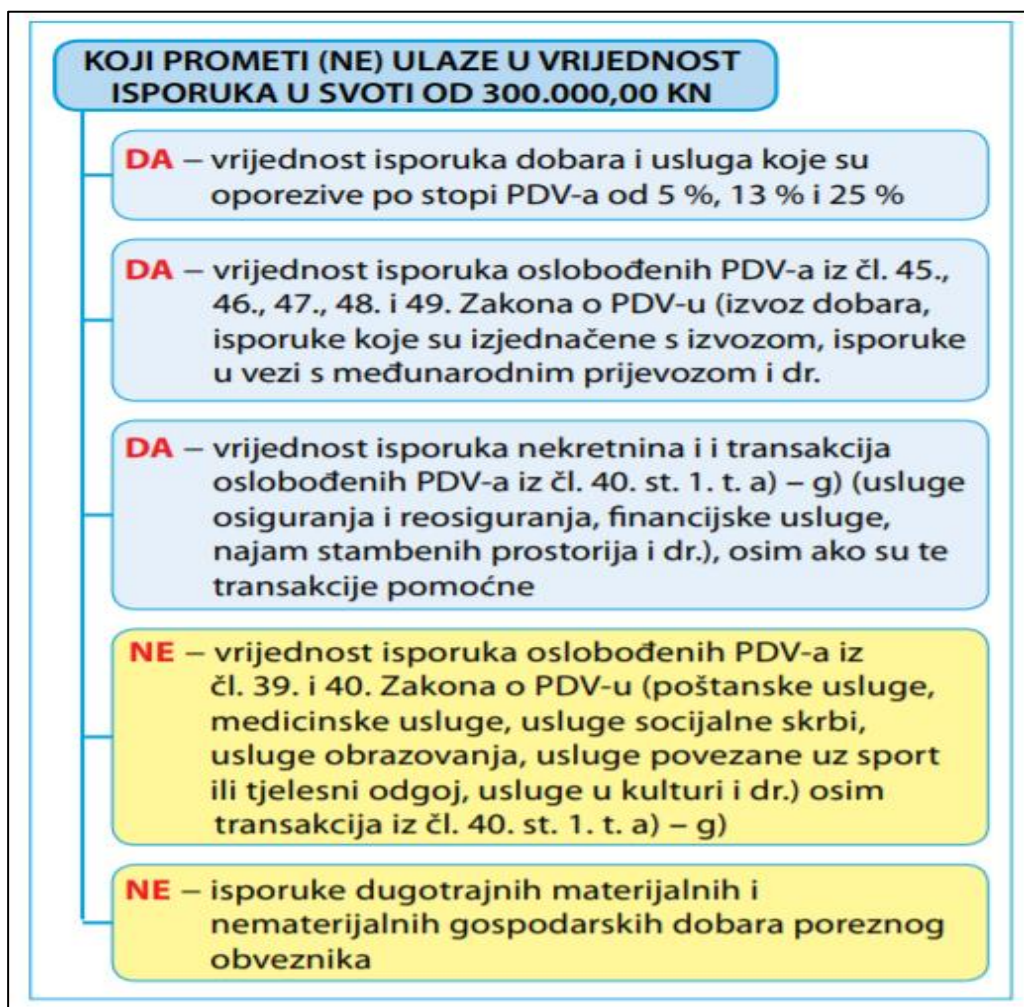 KOJI PROMETI (NE) ULAZE U VRIJEDNOST
ISPORUKA U SVOTI OD 300.000,00 KN
DA – vrijednost isporuka dobara i usluga koje su
oporezive po stopi PDV-a od 5 %, 13 % i 25 %
DA – vrijednost isporuka oslobođenih PDV-a iz čl. 45.,
46., 47., 48. i 49. Zakona o PDV-u (izvoz dobara,
isporuke koje su izjednačene s izvozom, isporuke
u vezi s međunarodnim prijevozom i dr.
DA – vrijednost isporuka nekretnina i i transakcija
oslobođenih PDV-a iz čl. 40. st. 1. t. a) – g) (usluge
osiguranja i reosiguranja, financijske usluge,
najam stambenih prostorija i dr.), osim ako su te
transakcije pomoćne
NE – vrijednost isporuka oslobođenih PDV-a iz
čl. 39. i 40. Zakona o PDV-u (poštanske usluge,
medicinske usluge, usluge socijalne skrbi,
usluge obrazovanja, usluge povezane uz sport
ili tjelesni odgoj, usluge u kulturi i dr.) osim
transakcija iz čl. 40. st. 1. t. a) – g)
NE – isporuke dugotrajnih materijalnih i
nematerijalnih gospodarskih dobara poreznog
obveznika